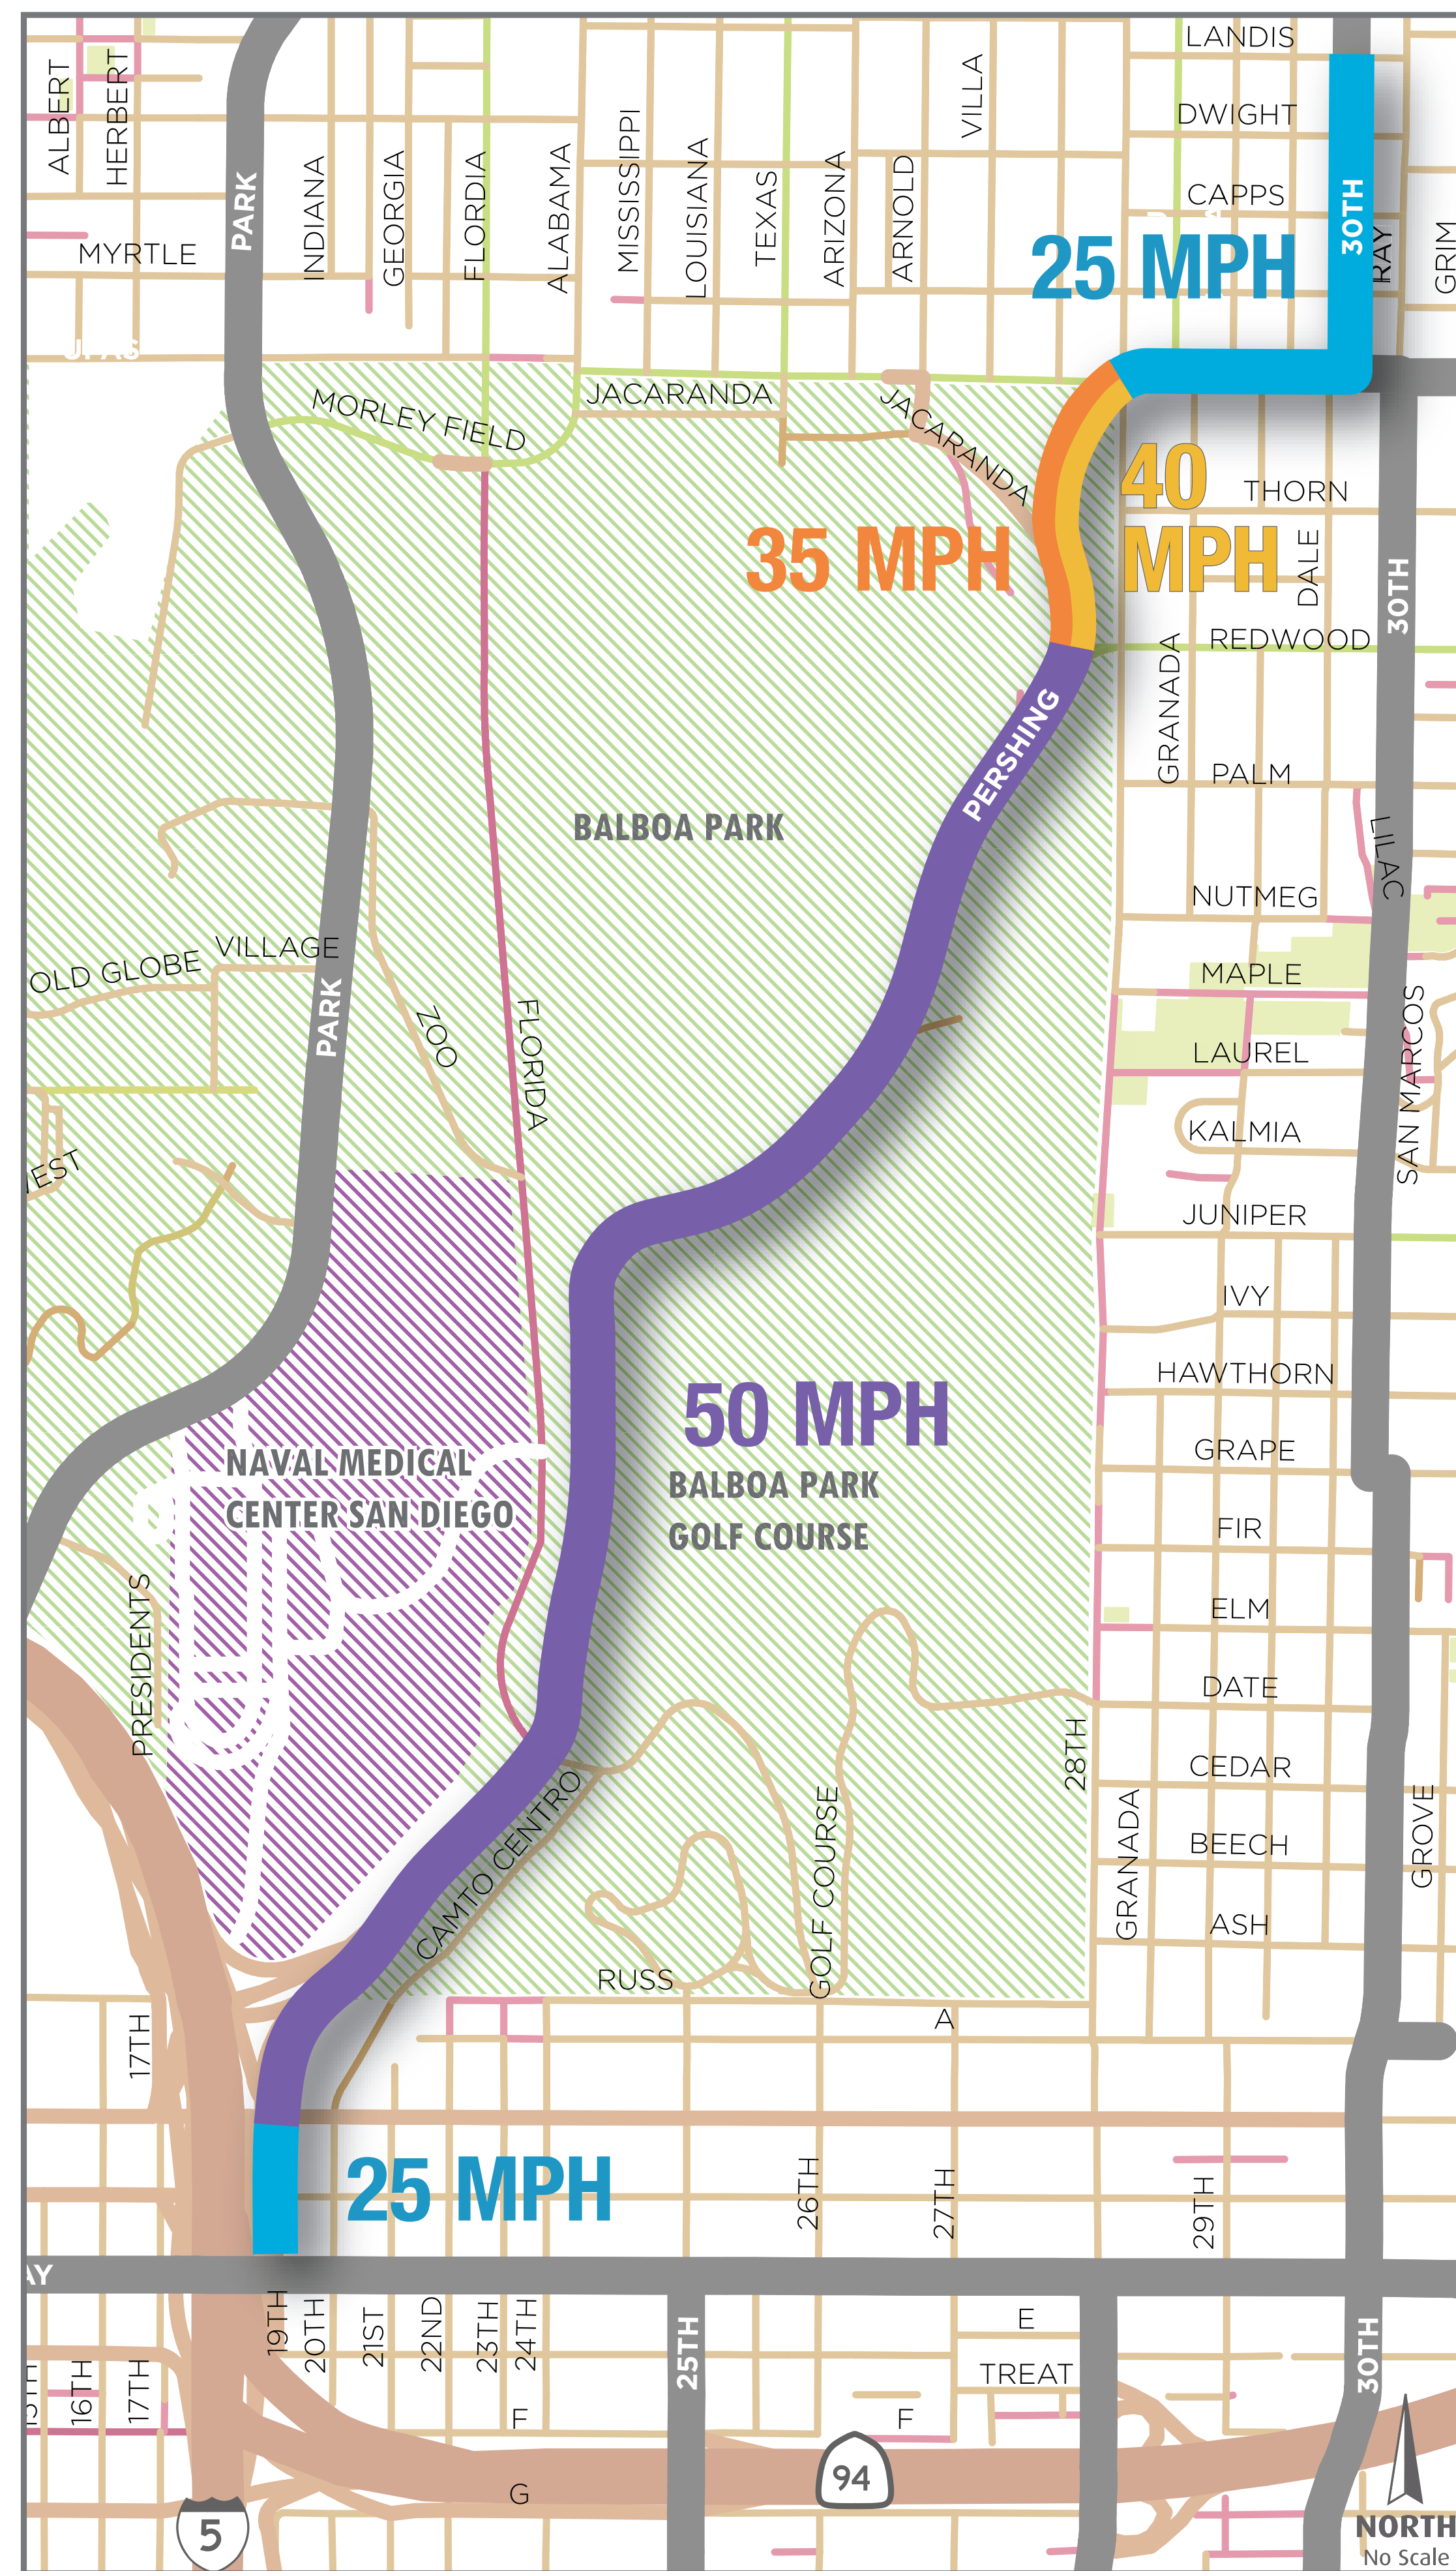 LANDIS
DWIGHT
CAPPS
ALBERT
HERBERT
PARK
INDIANA
GEORGIA
FLORDIA
ALABAMA
MISSISSIPPI
LOUISIANA
TEXAS
ARIZONA
ARNOLD
VILLA
30TH
RAY
GRIM
MYRTLE
25 MPH
UPAS
MORLEY FIELD
JACARANDA
JACARANDA
40
MPH
35 MPH
THORN
DALE
30TH
REDWOOD
GRANADA
PERSHING
PALM
BALBOA PARK
LILAC
NUTMEG
OLD GLOBE
VILLAGE
PARK
ZOO
FLORIDA
MAPLE
LAUREL
SAN MARCOS
KALMIA
JUNIPER
IVY
HAWTHORN
50 MPH
BALBOA PARK
GOLF COURSE
NAVAL MEDICAL
CENTER SAN DIEGO
GRAPE
FIR
ELM
DATE
PRESIDENTS
28TH
CEDAR
BEECH
ASH
GRANADA
GROVE
CAMTO CENTRO
GOLF COURSE
RUSS
A
17TH
25 MPH
26TH
27TH
29TH
AY
19TH
20TH
21ST
22ND
23TH
24TH
25TH
E
TREAT
30TH
15TH
16TH
17TH
F
F
94
G
5
NORTH
No Scale